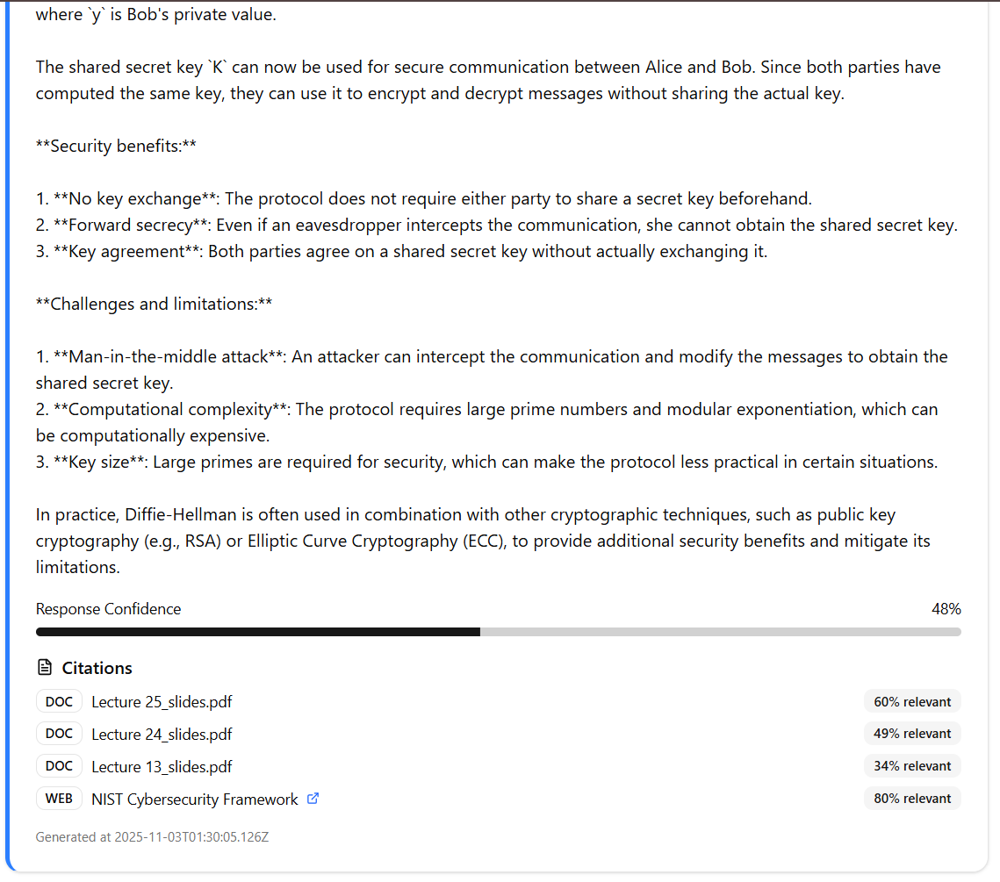 where `y` is Bob's private value.
The shared secret key `K` can now be used for secure communication between Alice and Bob. Since both parties have
computed the same key, they can use it to encrypt and decrypt messages without sharing the actual key.
**Security benefits:**
1. **No key exchange**: The protocol does not require either party to share a secret key beforehand.
2. **Forward secrecy**: Even if an eavesdropper intercepts the communication, she cannot obtain the shared secret key.
3. **Key agreement**: Both parties agree on a shared secret key without actually exchanging it.
**Challenges and limitations:**
1. **Man-in-the-middle attack**: An attacker can intercept the communication and modify the messages to obtain the
shared secret key.
2. **Computational complexity**: The protocol requires large prime numbers and modular exponentiation, which can
be computationally expensive.
3. **Key size**: Large primes are required for security, which can make the protocol less practical in certain situations.
In practice, Diffie-Hellman is often used in combination with other cryptographic techniques, such as public key
cryptography (e.g., RSA) or Elliptic Curve Cryptography (ECC), to provide additional security benefits and mitigate its
limitations.
Response Confidence 48%
Citations
DOC Lecture 25_slides.pdf 60% relevant
DOC Lecture 24_slides.pdf 49% relevant
DOC Lecture 13_slides.pdf 34% relevant
WEB NIST Cybersecurity Framework 80% relevant
Generated at 2025-11-03T01:30:05.126Z